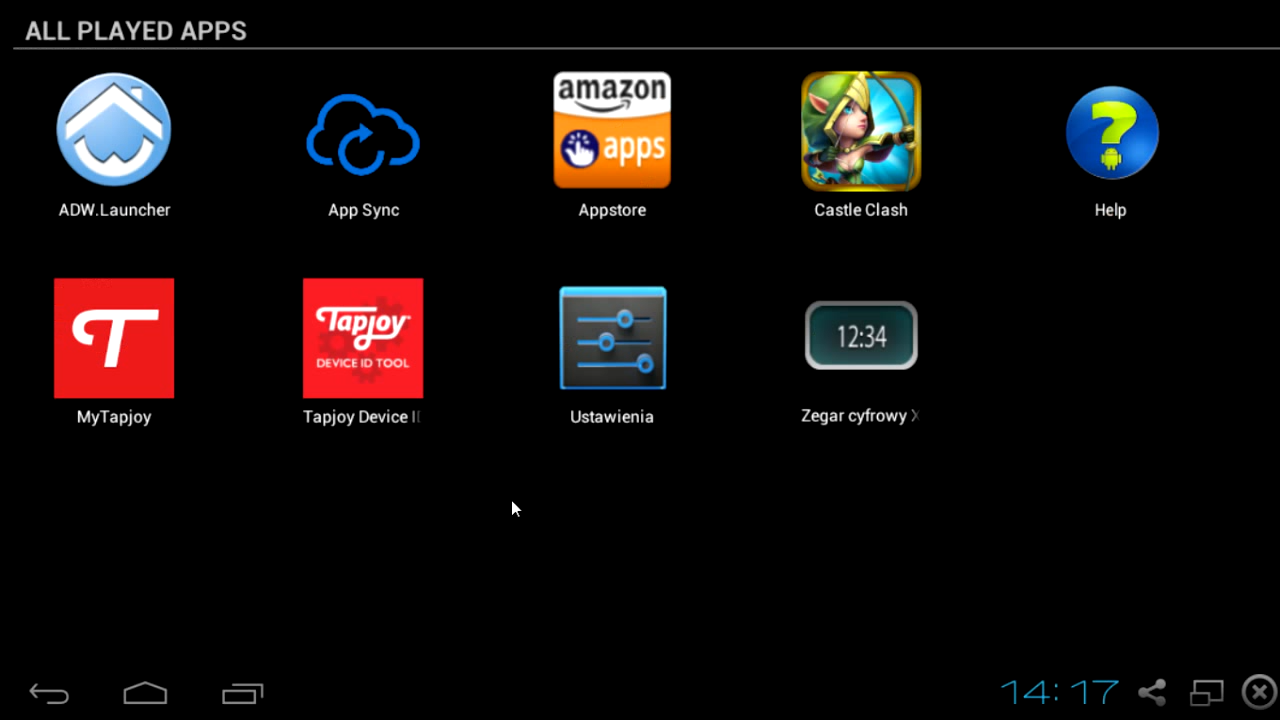 ALL PLAYED APPS
amazon
apps
ADW.Launcher
App Sync
Appstore
Castle Clash
Help
T
Tapjoy
DEVICE ID TOOL
12:34
MyTapjoy
Tapjoy Device
Ustawienia
Zegar cyfrowy X
14:17